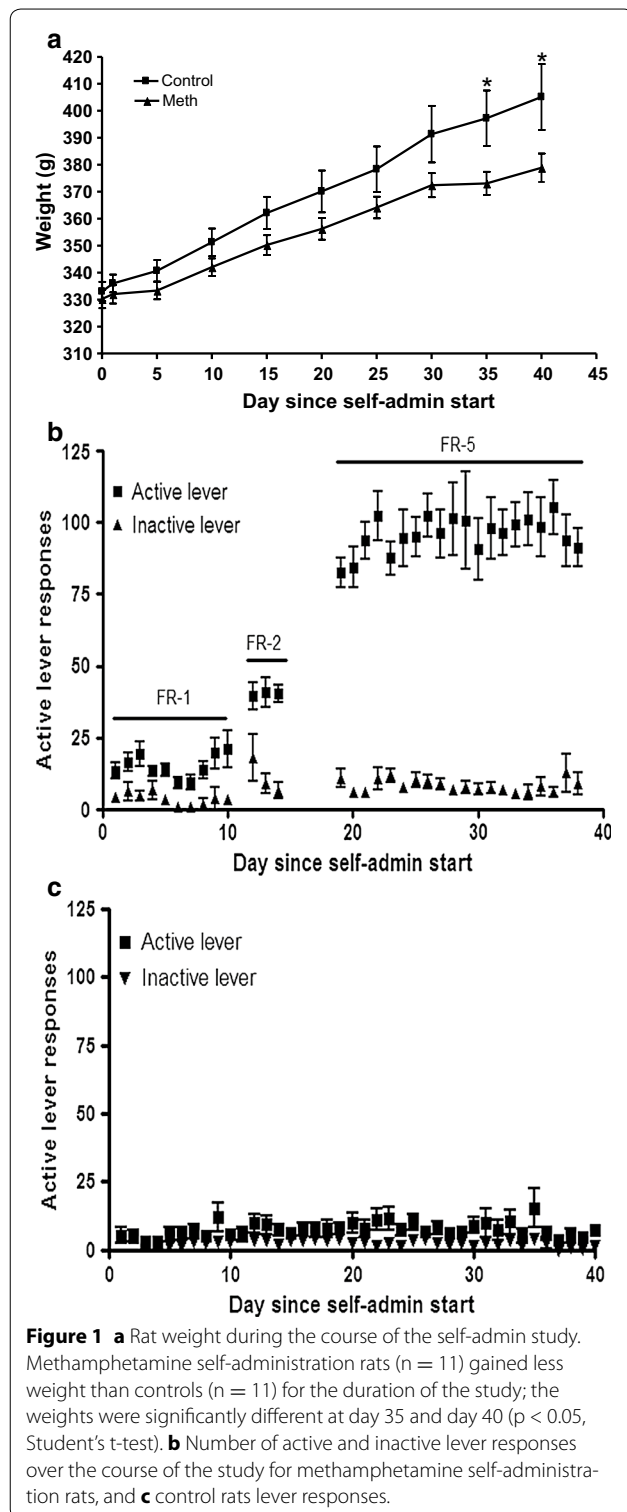 a
420
410
400
390
380
370
360
350
340
330
320
310
Weight (g)
Control
Meth
*
*
0 5 10 15 20 25 30 35 40 45
Day since self-admin start
b
125
100
75
50
25
0
Active lever responses
Active lever
Inactive lever
FR-1
FR-2
FR-5
0 10 20 30 40
Day since self-admin start
c
125
100
75
50
25
0
Active lever responses
Active lever
Inactive lever
0 10 20 30 40
Day since self-admin start
Figure 1 a Rat weight during the course of the self-admin study.
Methamphetamine self-administration rats (n = 11) gained less
weight than controls (n = 11) for the duration of the study; the
weights were significantly different at day 35 and day 40 (p < 0.05,
Student's t-test). b Number of active and inactive lever responses
over the course of the study for methamphetamine self-administra-
tion rats, and c control rats lever responses.